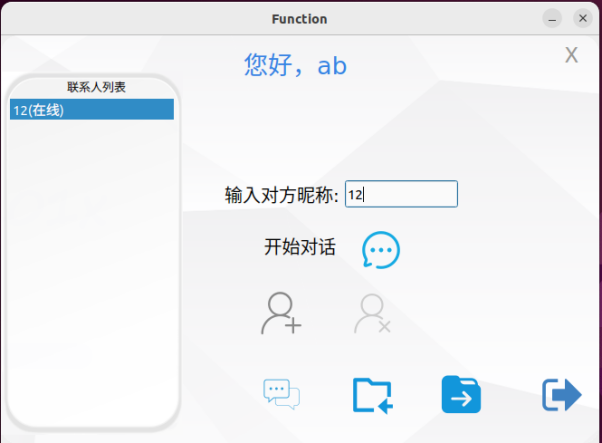 Function
X
您好，ab
联系人列表
12(在线)
输入对方昵称: 12
开始对话